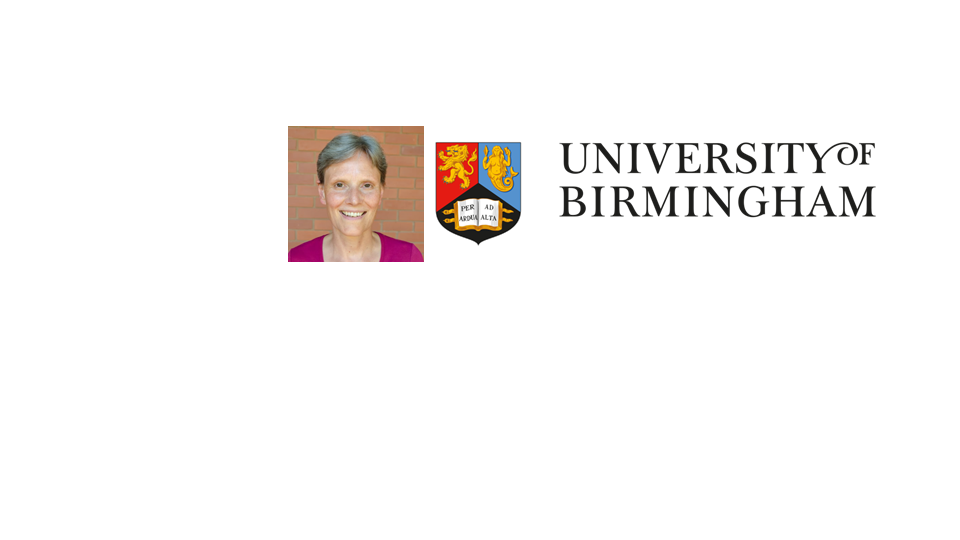 UNIVERSITY OF
BIRMINGHAM
PER AD
ARDUA ALTA